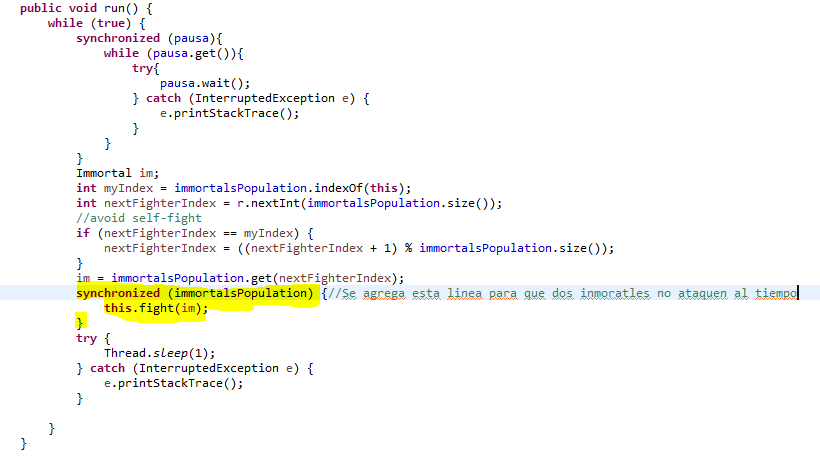 public void run() {
    while (true) {
        synchronized (pausa){
            while (pausa.get()){
                try{
                    pausa.wait();
                } catch (InterruptedException e) {
                    e.printStackTrace();
                }
            }
        }
        Immortal im;
        int myIndex = immortalsPopulation.indexOf(this);
        int nextFighterIndex = r.nextInt(immortalsPopulation.size());
        //avoid self-fight
        if (nextFighterIndex == myIndex) {
            nextFighterIndex = ((nextFighterIndex + 1) % immortalsPopulation.size());
        }
        im = immortalsPopulation.get(nextFighterIndex);
        synchronized (immortalsPopulation) {//Se agrega esta linea para que dos inmoratles no ataquen al tiempo
            this.fight(im);
        }
        try {
            Thread.sleep(1);
        } catch (InterruptedException e) {
            e.printStackTrace();
        }

    }
}